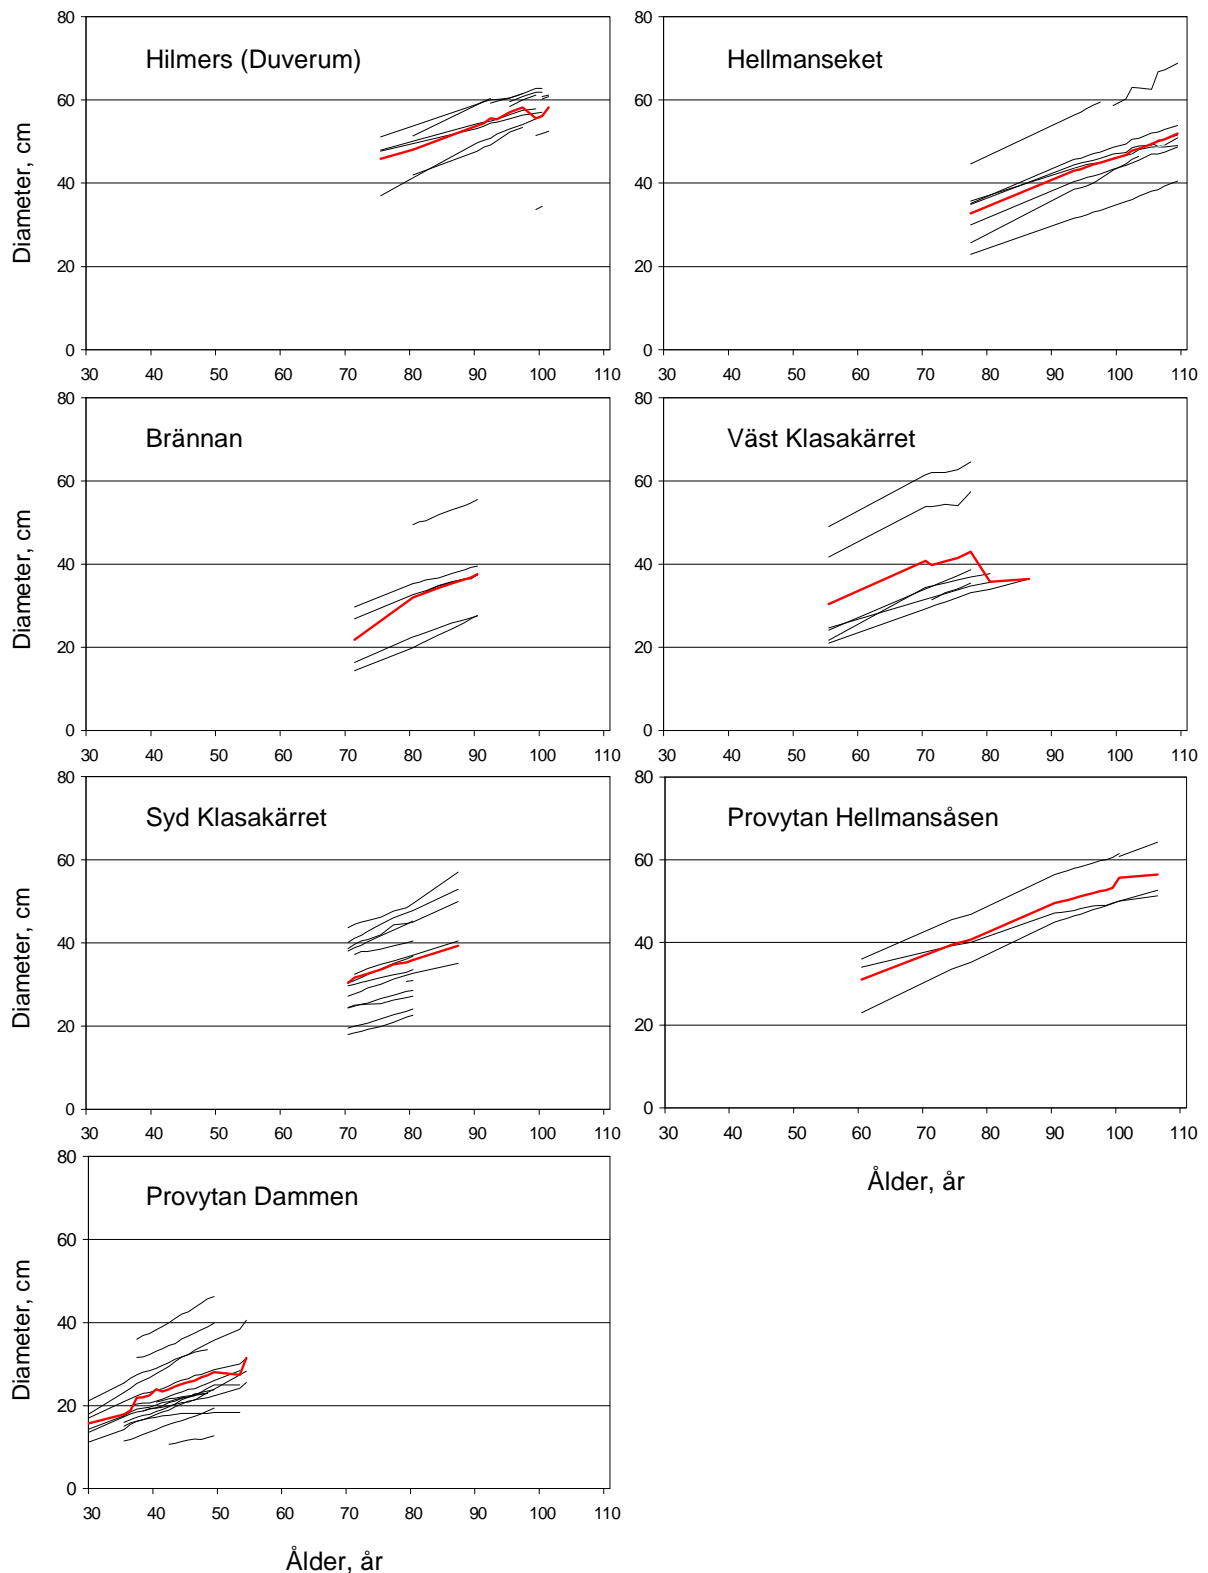 Hilmers (Duverum)
Diameter, cm
80
60
40
20
0
30 40 50 60 70 80 90 100 110
Hellmanseket
80
60
40
20
0
30 40 50 60 70 80 90 100 110
Brännan
Diameter, cm
80
60
40
20
0
30 40 50 60 70 80 90 100 110
Väst Klasakärret
80
60
40
20
0
30 40 50 60 70 80 90 100 110
Syd Klasakärret
Diameter, cm
80
60
40
20
0
30 40 50 60 70 80 90 100 110
Provytan Hellmansåsen
80
60
40
20
0
30 40 50 60 70 80 90 100 110
Ålder, år
Provytan Dammen
Diameter, cm
80
60
40
20
0
30 40 50 60 70 80 90 100 110
Ålder, år